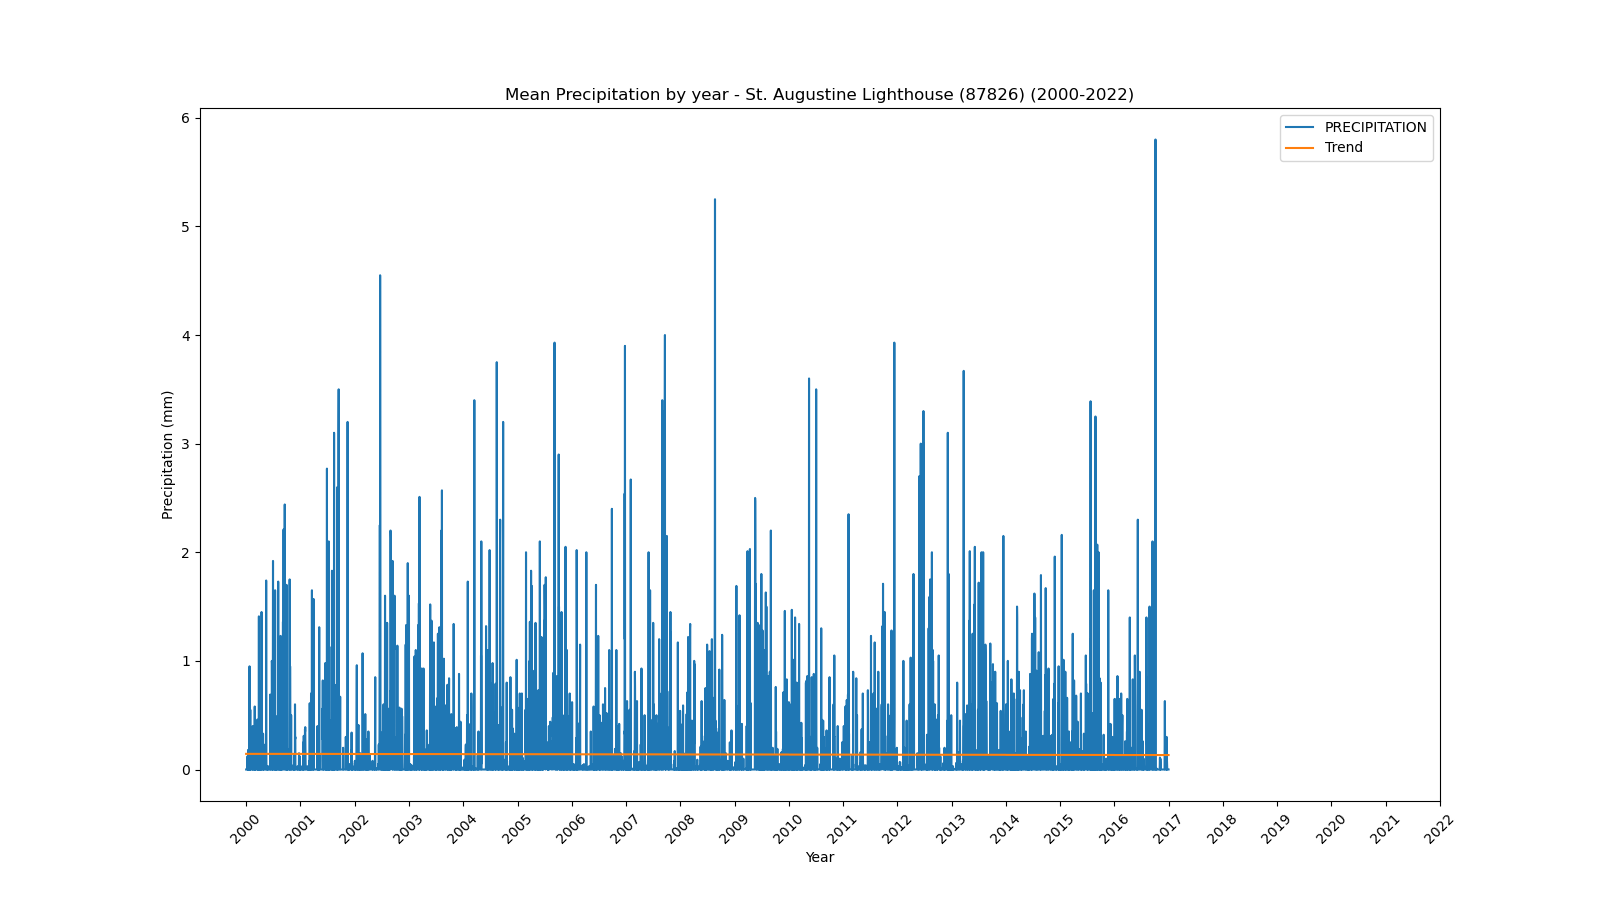 Mean Precipitation by year - St. Augustine Lighthouse (87826) (2000-2022)
PRECIPITATION
Trend
6
5
4
3
2
1
0
Precipitation (mm)
2000 2001 2002 2003 2004 2005 2006 2007 2008 2009 2010 2011 2012 2013 2014 2015 2016 2017 2018 2019 2020 2021 2022
Year